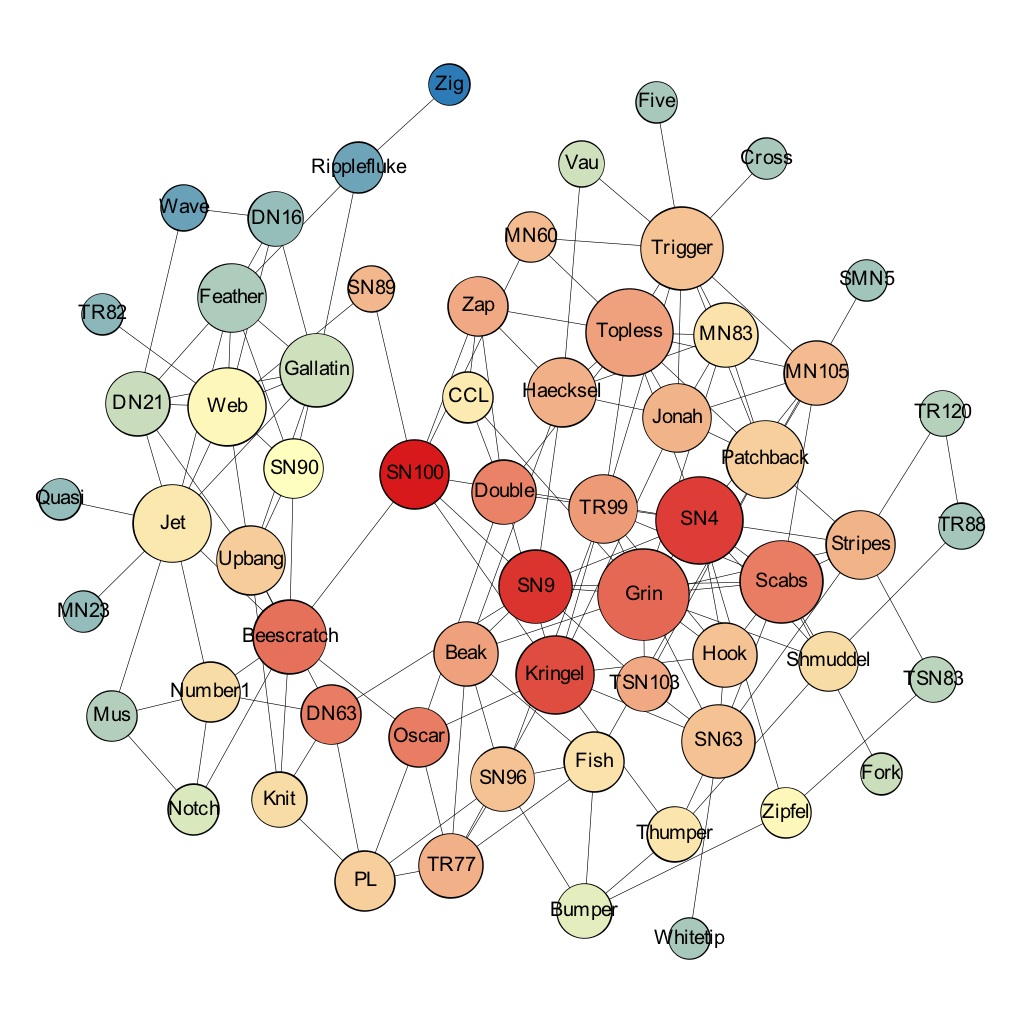 Zig
Five
Cross
Vau
Ripplefluke
Wave
DN16
MN60
Trigger
SMN5
SN89
Feather
Zap
TR82
Topless
MN83
Gallatin
MN105
Haecksel
CCL
DN21
Web
Jonah
TR120
Patchback
SN90
SN100
Quasi
Double
TR99
SN4
Jet
TR88
Stripes
Upbang
Scabs
SN9
Grin
MN23
Beescratch
Beak
Hook
Shmuddel
Kringel
TSN103
TSN83
Number1
Mus
DN63
Oscar
SN63
Fish
SN96
Fork
Knit
Notch
Zipfel
Thumper
TR77
PL
Bumper
Whitetip